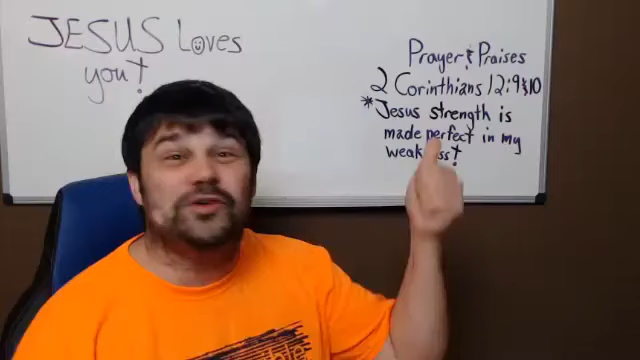 JESUS Loves
you!
Prayer & Praises
2 Corinthians 12:9&10
*Jesus strength is
made perfect in my